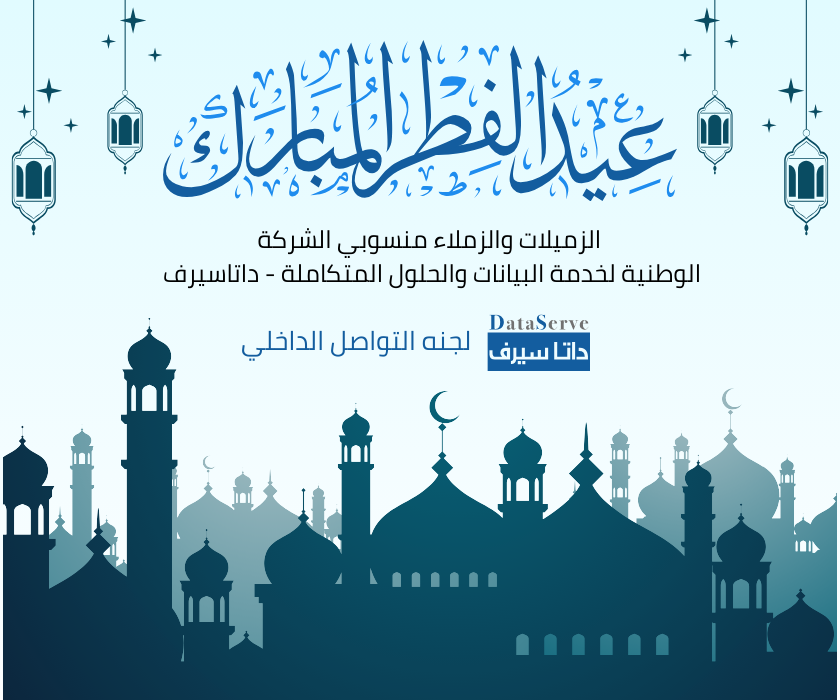 عيد الفطر المبارك
الزميلات والزملاء منسوبي الشركة
الوطنية لخدمة البيانات والحلول المتكاملة - داتاسيرف
لجنه التواصل الداخلي
DataServe
داتا سيرف